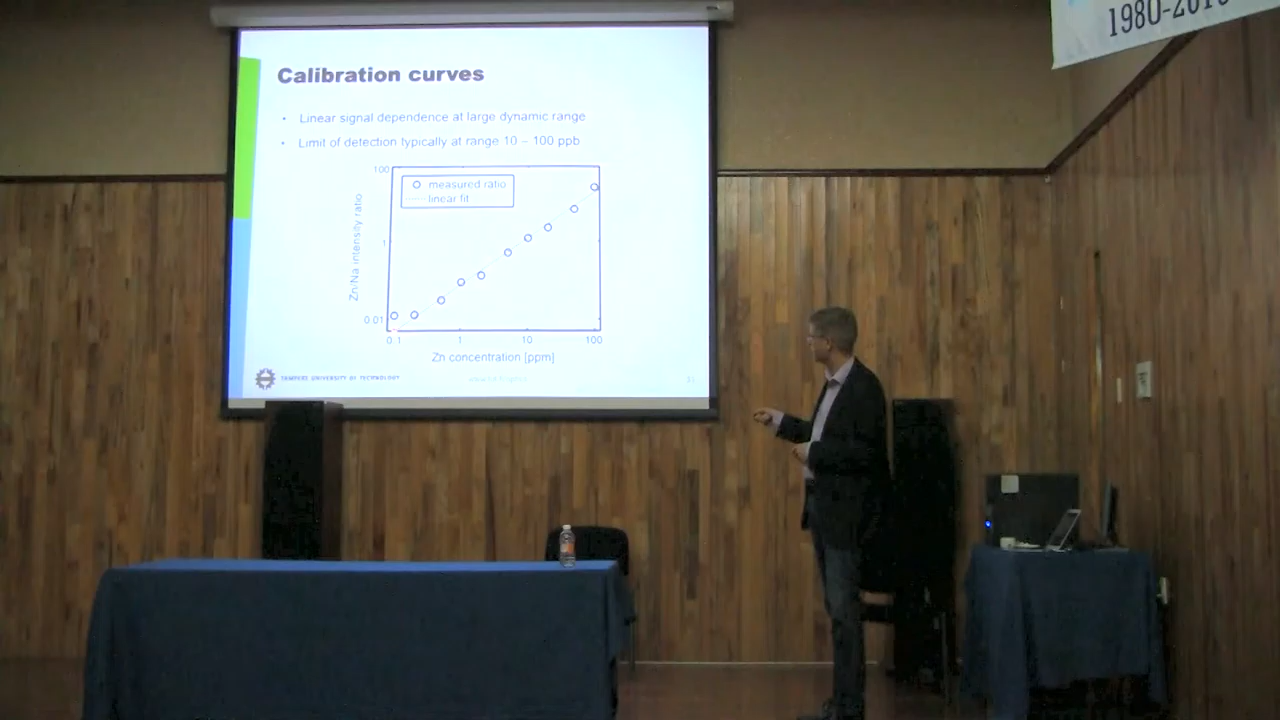 1980-201
Calibration curves
• Linear signal dependence at large dynamic range
• Limit of detection typically at range 10 – 100 ppb
measured ratio
linear fit
100
1
0.01
Zn/Na intensity ratio
0.1 1 10 100
Zn concentration [ppm]
TAMPERE UNIVERSITY OF TECHNOLOGY